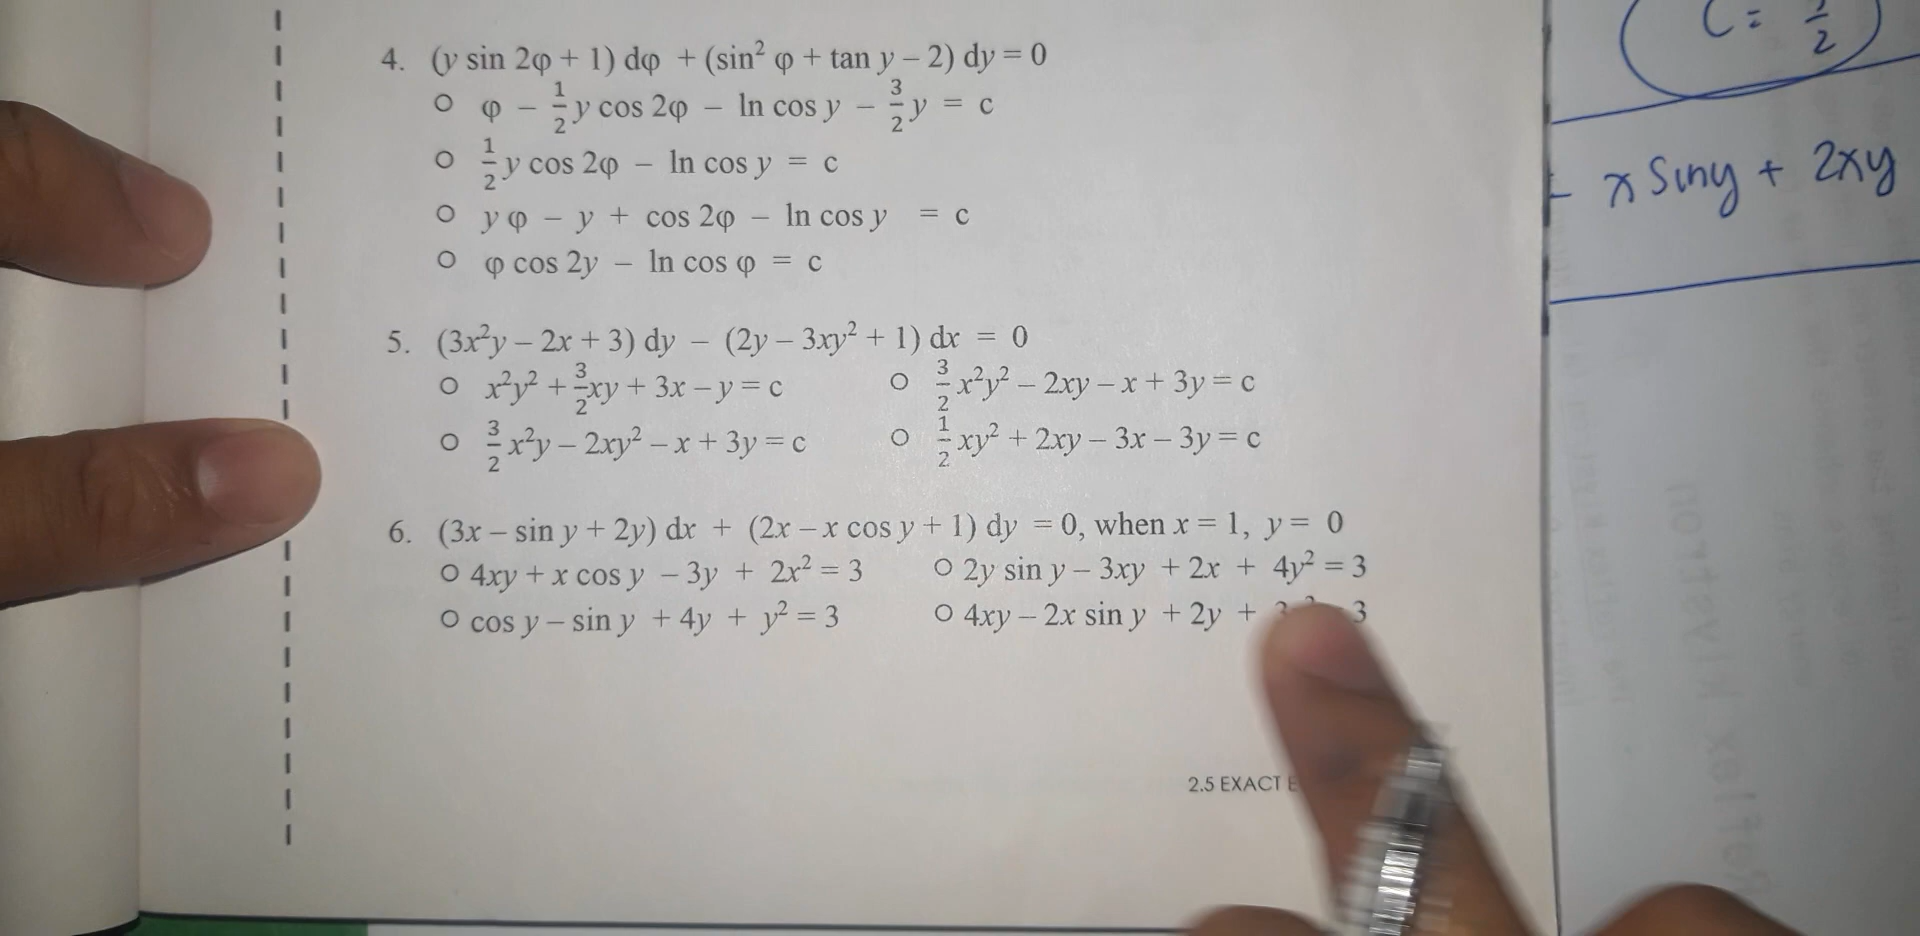 4. (y sin 2φ + 1) dφ + (sin² φ + tan y – 2) dy = 0
○ φ – 1/2 y cos 2φ – ln cos y – 3/2 y = c
○ 1/2 y cos 2φ – ln cos y = c
○ y φ – y + cos 2φ – ln cos y = c
○ φ cos 2y – ln cos φ = c
5. (3x²y – 2x + 3) dy – (2y – 3xy² + 1) dx = 0
○ x²y² + 3/2 xy + 3x – y = c ○ 3/2 x²y² – 2xy – x + 3y = c
○ 3/2 x²y – 2xy² – x + 3y = c ○ 1/2 xy² + 2xy – 3x – 3y = c
6. (3x – sin y + 2y) dx + (2x – x cos y + 1) dy = 0, when x = 1, y = 0
○ 4xy + x cos y – 3y + 2x² = 3 ○ 2y sin y – 3xy + 2x + 4y² = 3
○ cos y – sin y + 4y + y² = 3 ○ 4xy – 2x sin y + 2y + 3
2.5 EXACT
C = /2
x siny + 2xy